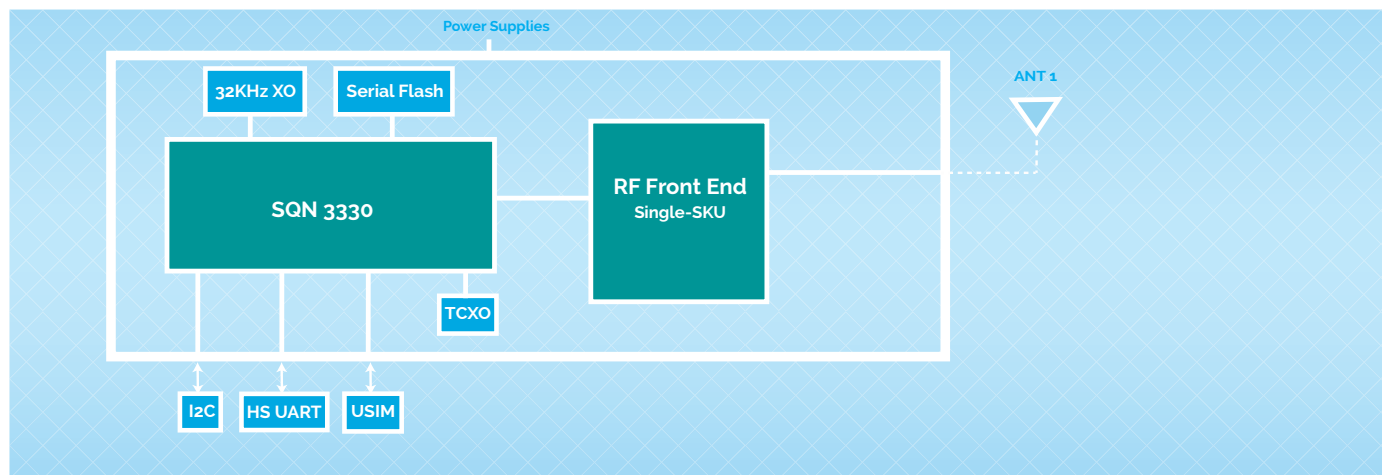 Power Supplies
ANT 1
32KHz XO
Serial Flash
SQN 3330
RF Front End
Single-SKU
TCXO
I2C
HS UART
USIM